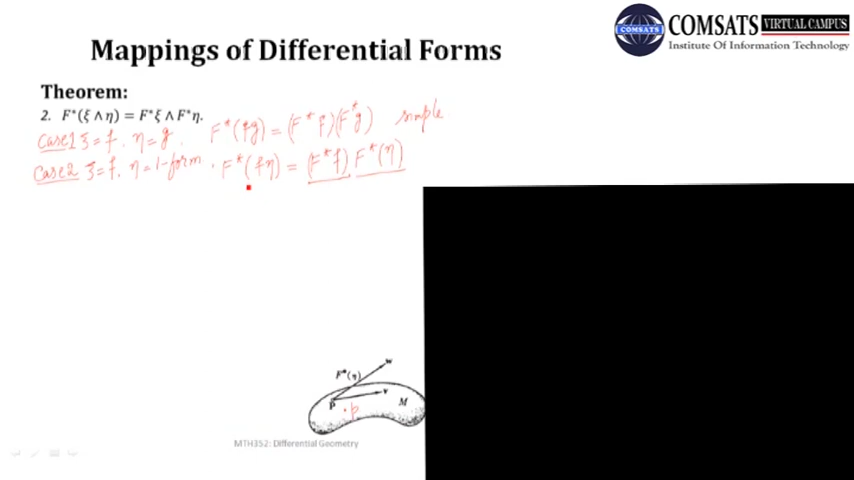 COMSATS VIRTUAL CAMPUS
Institute Of Information Technology
Mappings of Differential Forms
Theorem:
2. F*(ξ ∧ η) = F*ξ ∧ F*η.
Case1 ξ = f. η = g. F*(fg) = (F*f)(F*g) simple
Case2 ξ = f. η = 1-form. F*(fη) = (F*f) F*(η)
F*(η) w
P v
p M
MTH352: Differential Geometry